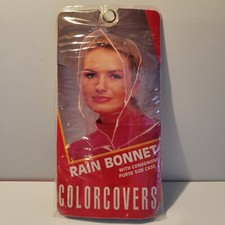 RAIN BONNET
WITH CONVENIENT
PURSE SIZE CASE
COLORCOVERS